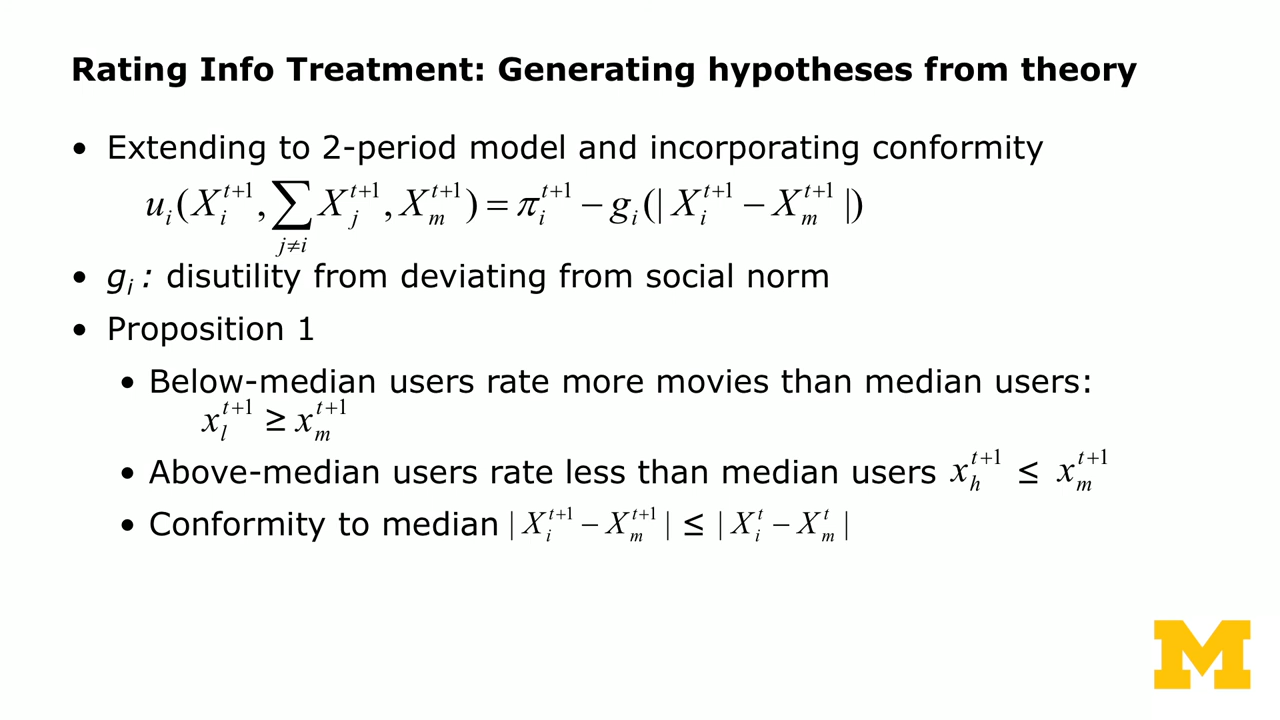 Rating Info Treatment: Generating hypotheses from theory
• Extending to 2-period model and incorporating conformity
u_i(X_i^{t+1}, ∑_{j≠i} X_j^{t+1}, X_m^{t+1}) = π_i^{t+1} − g_i(| X_i^{t+1} − X_m^{t+1} |)
• g_i : disutility from deviating from social norm
• Proposition 1
• Below-median users rate more movies than median users:
x_l^{t+1} ≥ x_m^{t+1}
• Above-median users rate less than median users x_h^{t+1} ≤ x_m^{t+1}
• Conformity to median | X_i^{t+1} − X_m^{t+1} | ≤ | X_i^t − X_m^t |
M